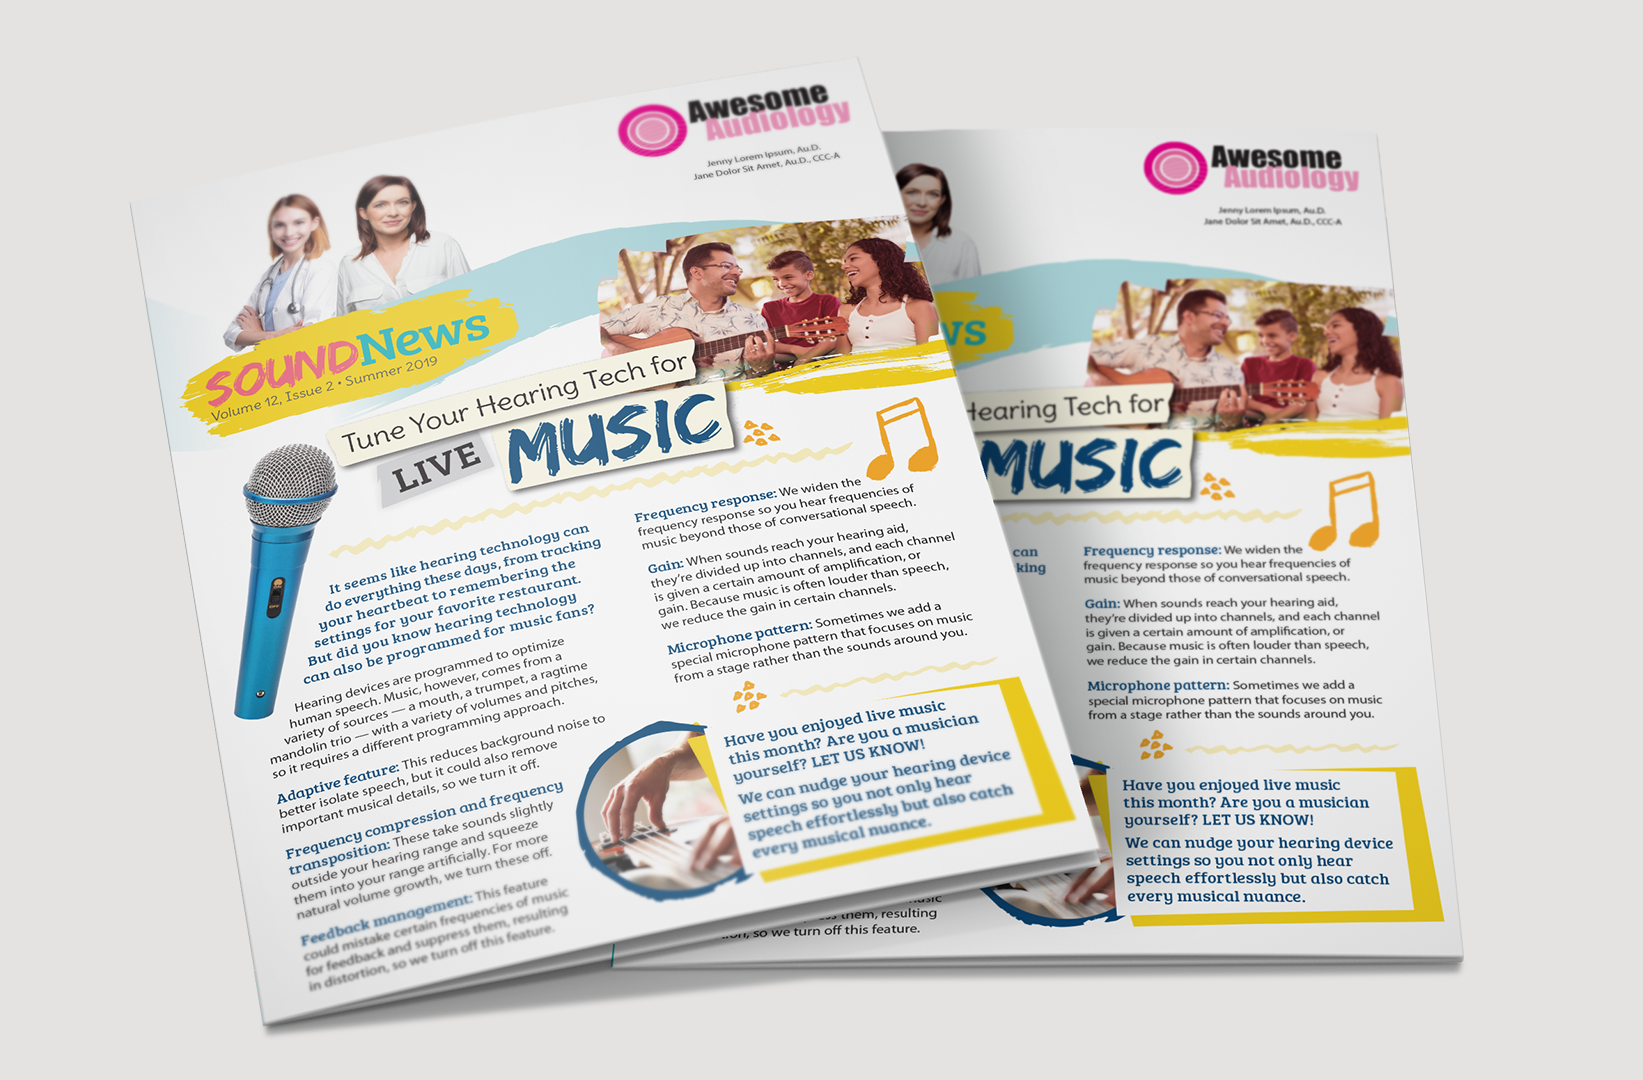 Awesome
Audiology
Jenny Lorem Ipsum, Au.D.
Jane Dolor Sit Amet, Au.D., CCC-A
SOUNDNews
Volume 12, Issue 2 • Summer 2019
Tune Your Hearing Tech for
LIVE MUSIC
It seems like hearing technology can
do everything these days, from tracking
your heartbeat to remembering the
settings for your favorite restaurant.
But did you know hearing technology
can also be programmed for music fans?
Hearing devices are programmed to optimize
human speech. Music, however, comes from a
variety of sources — a mouth, a trumpet, a ragtime
mandolin trio — with a variety of volumes and pitches,
so it requires a different programming approach.
Adaptive feature: This reduces background noise to
better isolate speech, but it could also remove
important musical details, so we turn it off.
Frequency compression and frequency
transposition: These take sounds slightly
outside your hearing range and squeeze
them into your range artificially. For more
natural volume growth, we turn these off.
Feedback management: This feature
could mistake certain frequencies of music
for feedback and suppress them, resulting
in distortion, so we turn off this feature.
Frequency response: We widen the
frequency response so you hear frequencies of
music beyond those of conversational speech.
Gain: When sounds reach your hearing aid,
they're divided up into channels, and each channel
is given a certain amount of amplification, or
gain. Because music is often louder than speech,
we reduce the gain in certain channels.
Microphone pattern: Sometimes we add a
special microphone pattern that focuses on music
from a stage rather than the sounds around you.
Have you enjoyed live music
this month? Are you a musician
yourself? LET US KNOW!
We can nudge your hearing device
settings so you not only hear
speech effortlessly but also catch
every musical nuance.
Awesome
Audiology
Jenny Lorem Ipsum, Au.D.
Jane Dolor Sit Amet, Au.D., CCC-A
ws
Hearing Tech for
MUSIC
can
king
Frequency response: We widen the
frequency response so you hear frequencies of
music beyond those of conversational speech.
Gain: When sounds reach your hearing aid,
they're divided up into channels, and each channel
is given a certain amount of amplification, or
gain. Because music is often louder than speech,
we reduce the gain in certain channels.
Microphone pattern: Sometimes we add a
special microphone pattern that focuses on music
from a stage rather than the sounds around you.
Have you enjoyed live music
this month? Are you a musician
yourself? LET US KNOW!
We can nudge your hearing device
settings so you not only hear
speech effortlessly but also catch
every musical nuance.
music
them, resulting
so we turn off this feature.